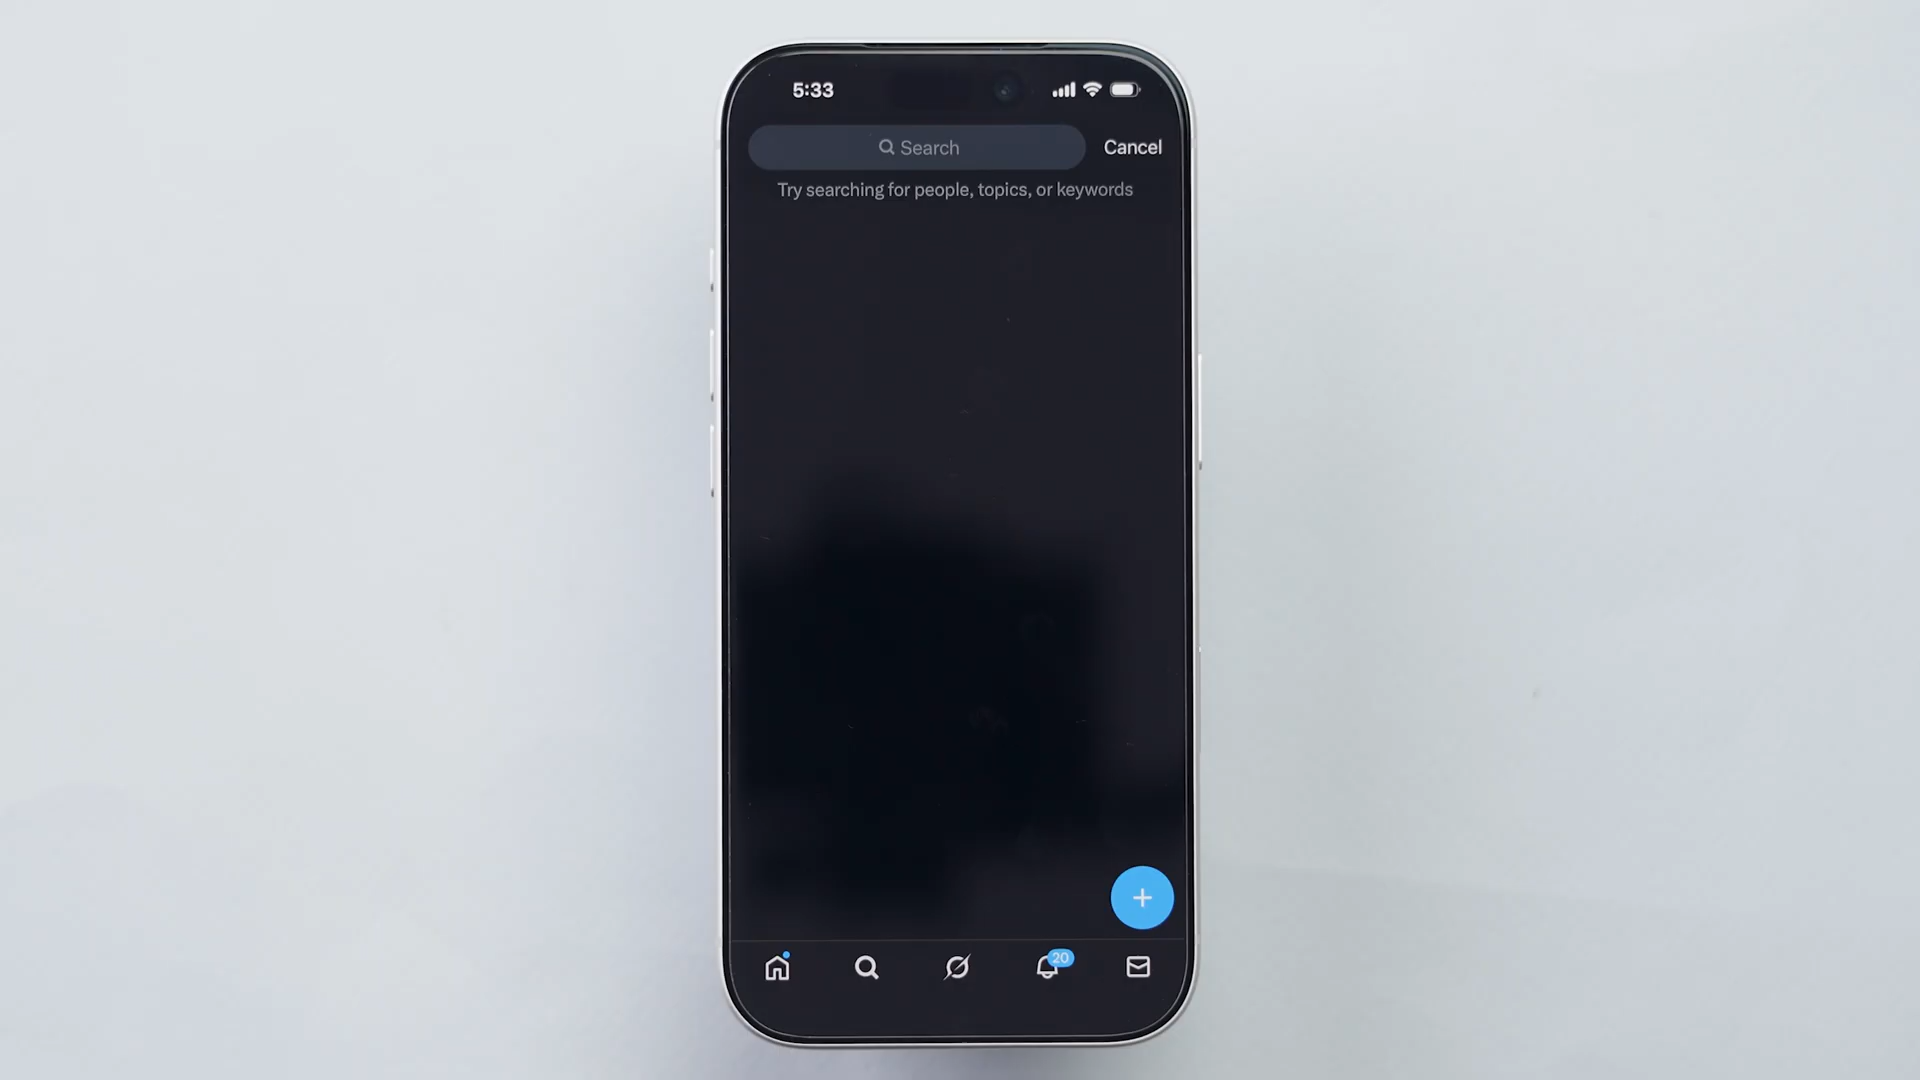 5:33
Search
Cancel
Try searching for people, topics, or keywords
20